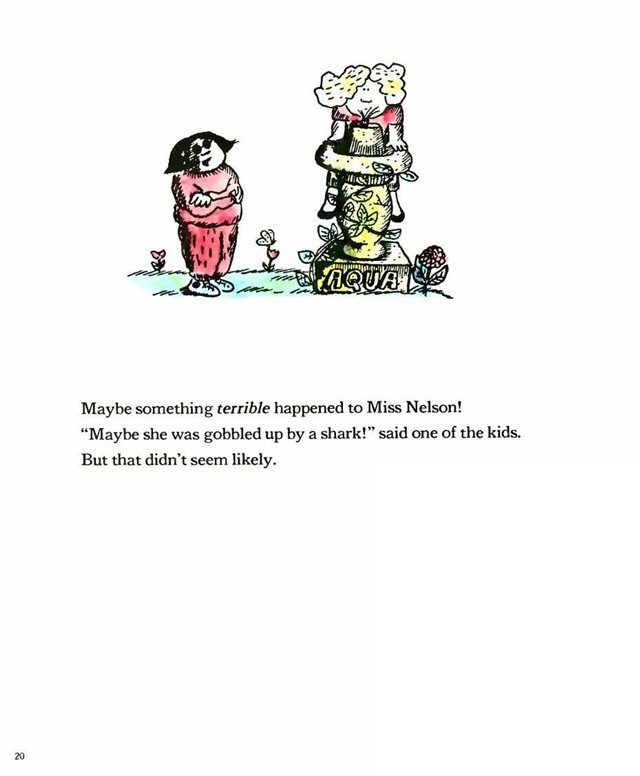 AQUA
Maybe something terrible happened to Miss Nelson!
“Maybe she was gobbled up by a shark!” said one of the kids.
But that didn’t seem likely.
20